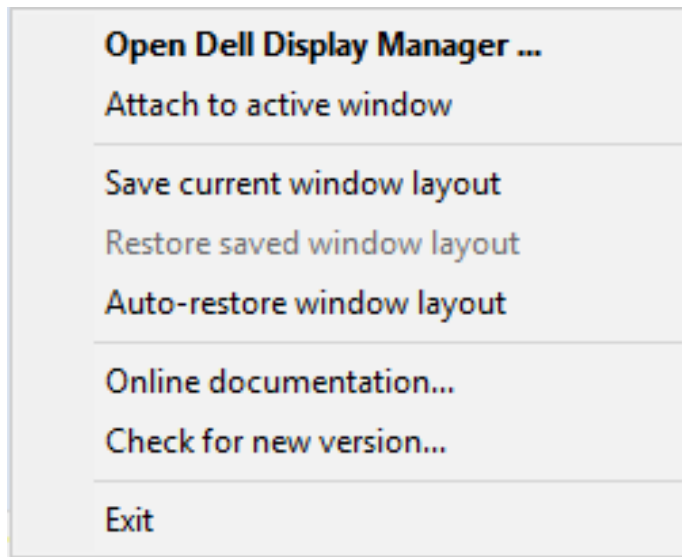 Open Dell Display Manager ...
Attach to active window
Save current window layout
Restore saved window layout
Auto-restore window layout
Online documentation...
Check for new version...
Exit